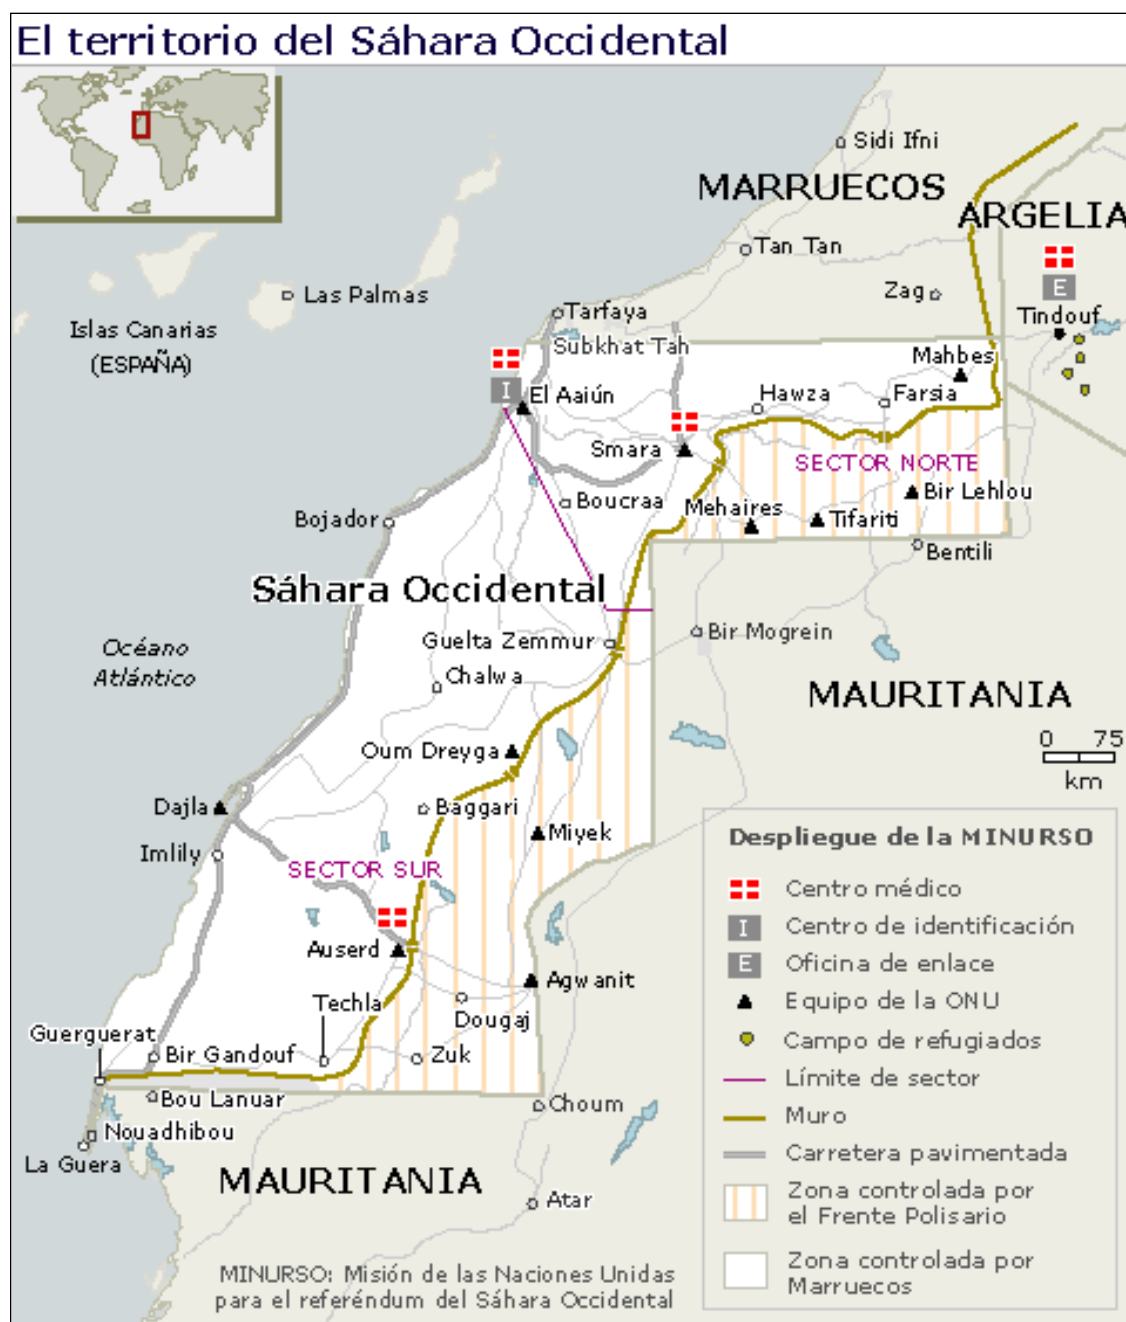 El territorio del Sáhara Occidental
Sidi Ifni
MARRUECOS
ARGELIA
Tan Tan
Zag
E
Tindouf
Las Palmas
Islas Canarias
(ESPAÑA)
Tarfaya
Subkhat Tah
Mahbes
I
El Aaiún
Hawza
Farsia
Smara
SECTOR NORTE
Boucraa
Mehaires
Bir Lehlou
Tifariti
Bojador
Bentili
Sáhara Occidental
Océano
Atlántico
Guelta Zemmur
Bir Mogrein
Chalwa
MAURITANIA
Oum Dreyga
0 75
km
Dajla
Baggari
Miyek
Imlily
SECTOR SUR
Auserd
Agwanit
Techla
Dougaj
Guerguerat
Bir Gandouf
Zuk
Bou Lanuar
Choum
Nouadhibou
La Guera
MAURITANIA
Atar
Despliegue de la MINURSO
Centro médico
I Centro de identificación
E Oficina de enlace
Equipo de la ONU
Campo de refugiados
Límite de sector
Muro
Carretera pavimentada
Zona controlada por
el Frente Polisario
Zona controlada por
Marruecos
MINURSO: Misión de las Naciones Unidas
para el referéndum del Sáhara Occidental